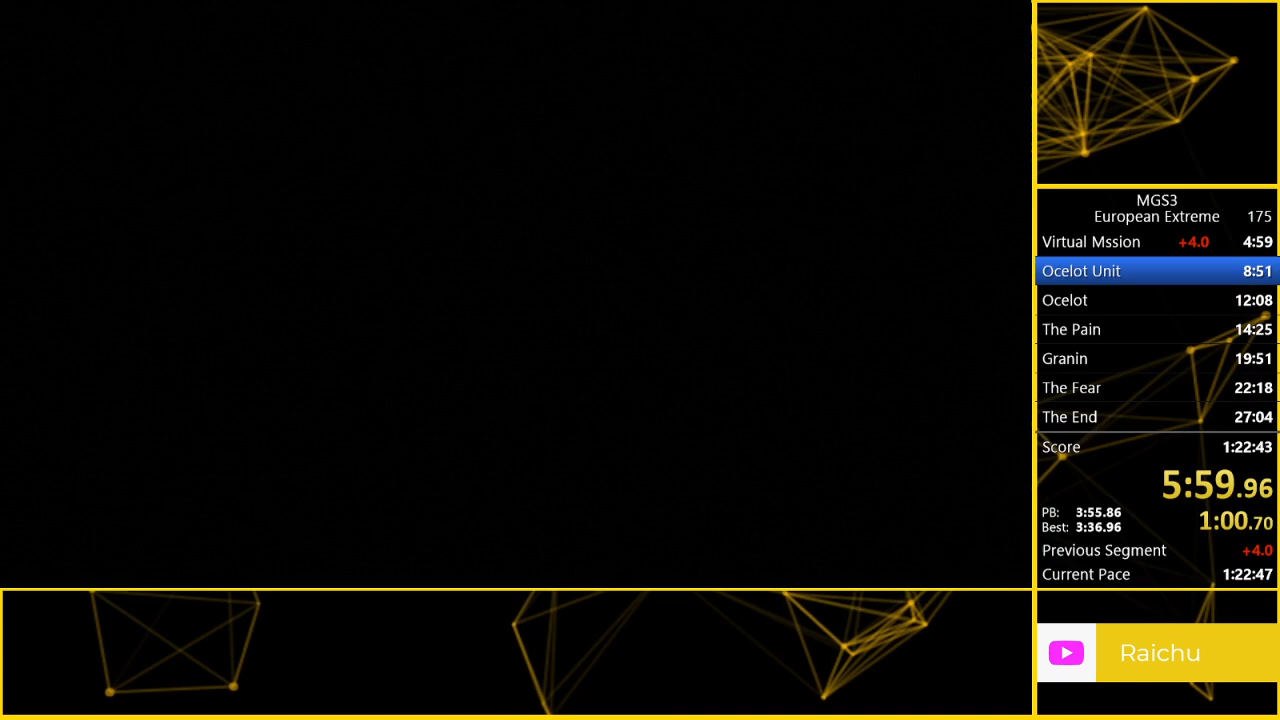 MGS3
European Extreme 175
Virtual Mssion +4.0 4:59
Ocelot Unit 8:51
Ocelot 12:08
The Pain 14:25
Granin 19:51
The Fear 22:18
The End 27:04
Score 1:22:43
5:59.96
PB: 3:55.86
Best: 3:36.96
1:00.70
Previous Segment +4.0
Current Pace 1:22:47
Raichu